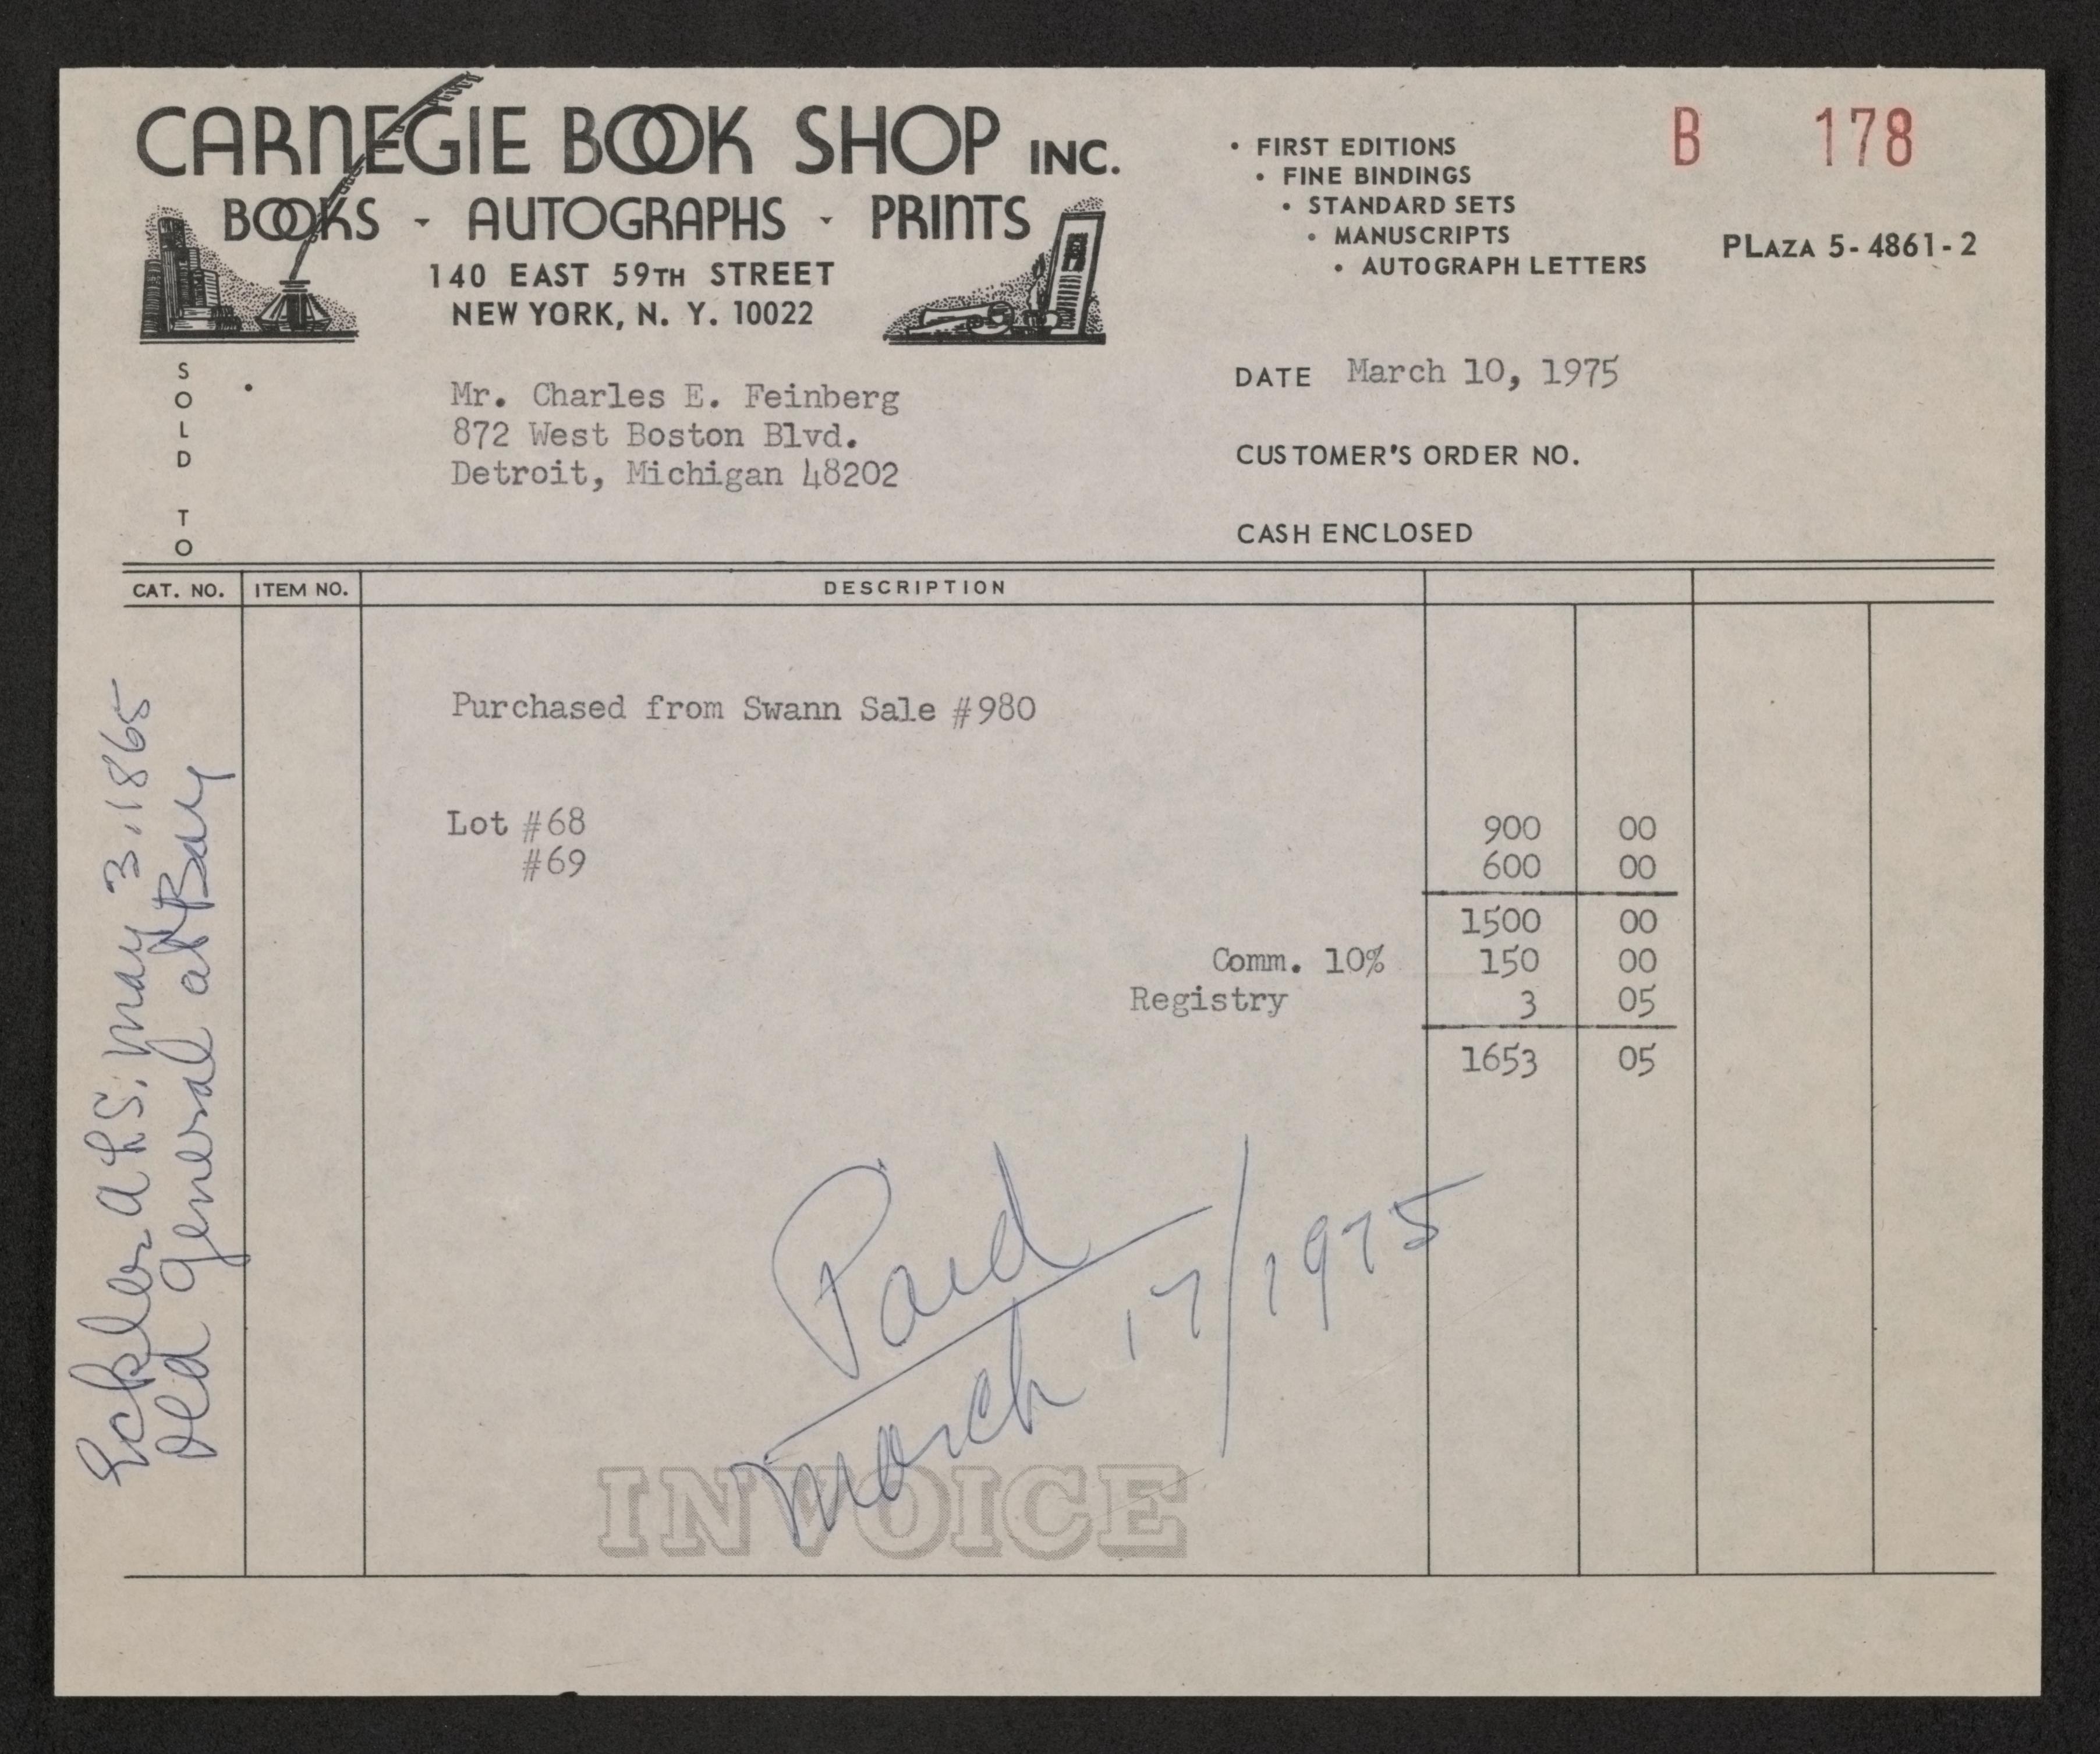 CARNEGIE BOOK SHOP INC.
BOOKS - AUTOGRAPHS - PRINTS
140 EAST 59TH STREET
NEW YORK, N. Y. 10022
• FIRST EDITIONS
• FINE BINDINGS
• STANDARD SETS
• MANUSCRIPTS
• AUTOGRAPH LETTERS
B 178
PLAZA 5-4861-2
SOLD TO
Mr. Charles E. Feinberg
872 West Boston Blvd.
Detroit, Michigan 48202
DATE March 10, 1975
CUSTOMER'S ORDER NO.
CASH ENCLOSED
CAT. NO. ITEM NO. DESCRIPTION
Purchased from Swann Sale #980
Lot #68 900 00
#69 600 00
1500 00
Comm. 10% 150 00
Registry 3 05
1653 05
Paid
March 17/1975
INVOICE
Eckler ALS. May 3. 1865
Old General at Bay